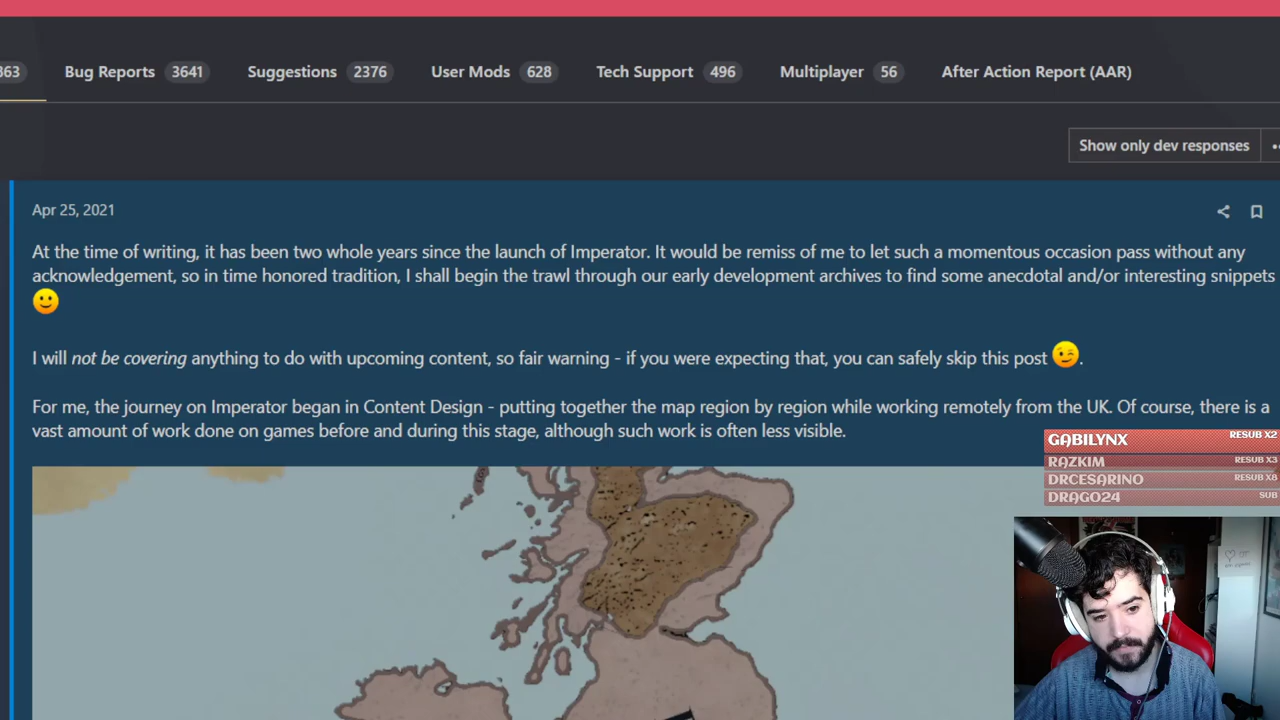 363 Bug Reports 3641 Suggestions 2376 User Mods 628 Tech Support 496 Multiplayer 56 After Action Report (AAR)
Show only dev responses
Apr 25, 2021
At the time of writing, it has been two whole years since the launch of Imperator. It would be remiss of me to let such a momentous occasion pass without any
acknowledgement, so in time honored tradition, I shall begin the trawl through our early development archives to find some anecdotal and/or interesting snippets
🙂
I will not be covering anything to do with upcoming content, so fair warning - if you were expecting that, you can safely skip this post 😉.
For me, the journey on Imperator began in Content Design - putting together the map region by region while working remotely from the UK. Of course, there is a
vast amount of work done on games before and during this stage, although such work is often less visible.
GABILYNX RESUB X2
RAZKIM RESUB X3
DRCESARINO RESUB X8
DRAGO24 SUB